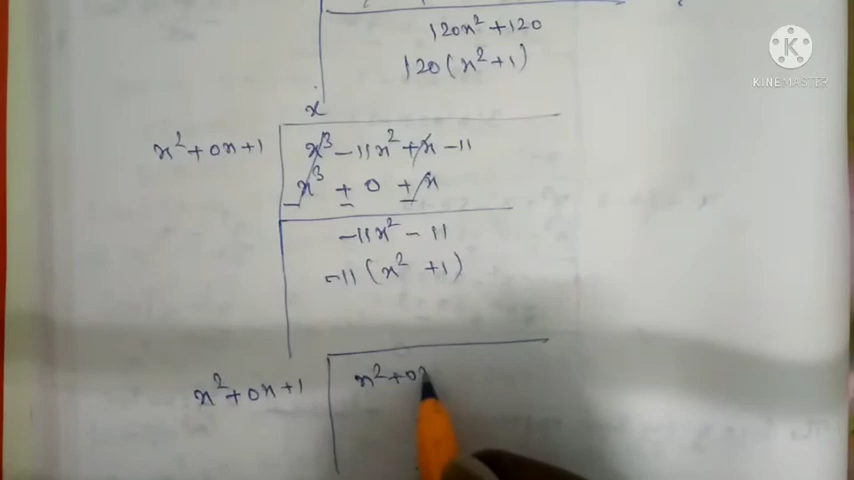 120x² + 120
120(x² + 1)
K
KINEMASTER
x
x² + 0x + 1
x³ - 11x² + x - 11
x³ + 0 + x
- - -
-11x² - 11
-11(x² + 1)
x² + 0x + 1
x² + 0x